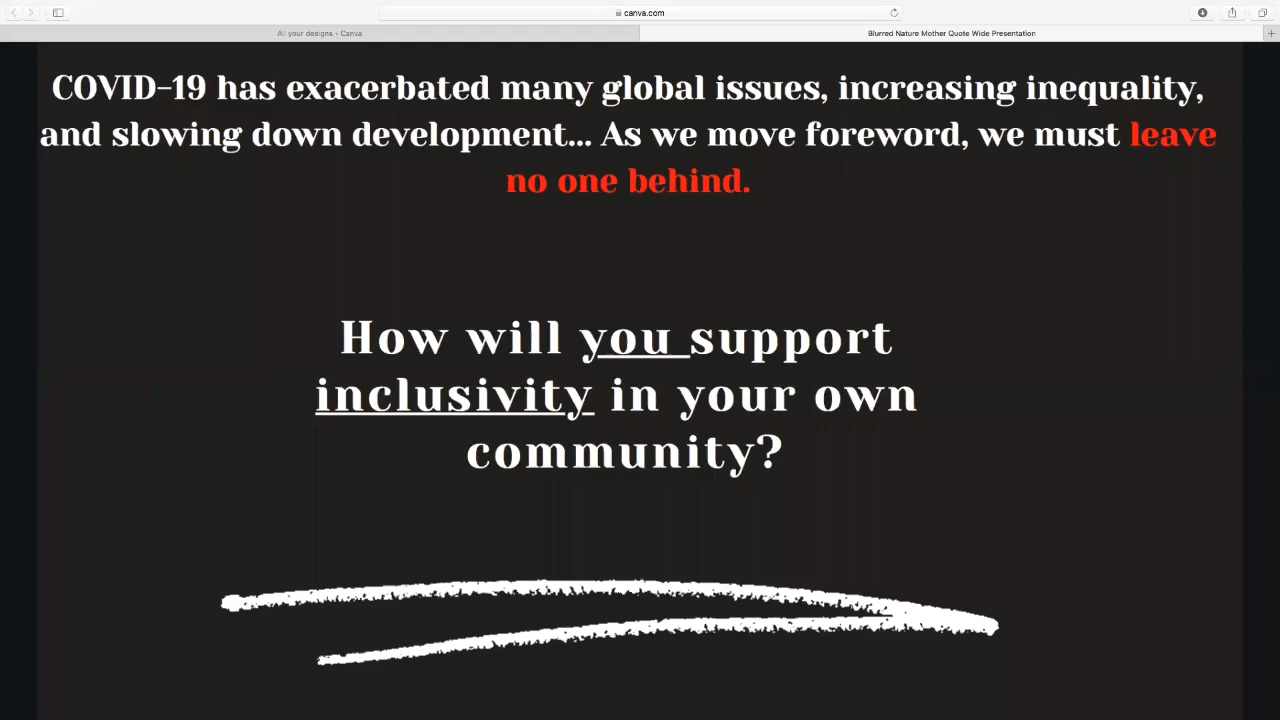 canva.com
All your designs - Canva
Blurred Nature Mother Quote Wide Presentation
COVID-19 has exacerbated many global issues, increasing inequality,
and slowing down development... As we move foreword, we must leave
no one behind.
How will you support
inclusivity in your own
community?